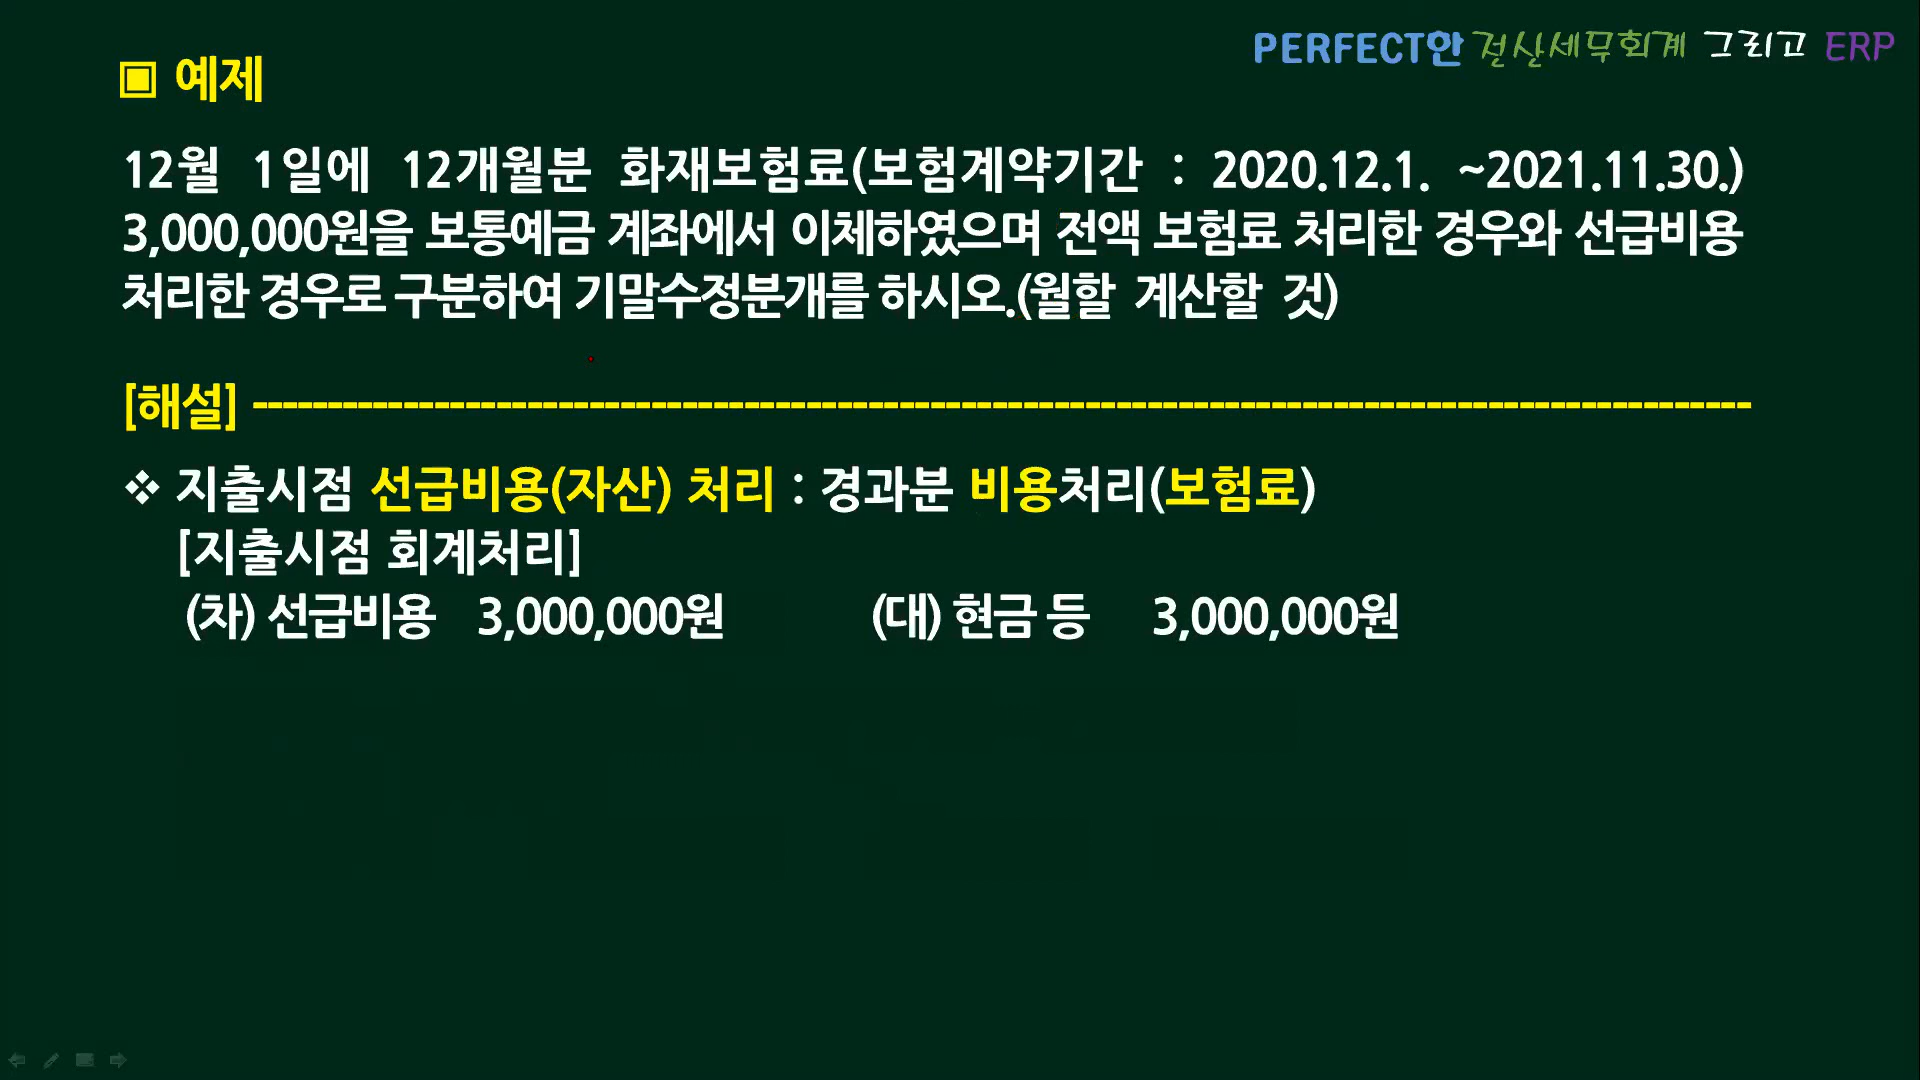 PERFECT한 전산세무회계 그리고 ERP
▣ 예제
12월 1일에 12개월분 화재보험료(보험계약기간 : 2020.12.1. ~2021.11.30.)
3,000,000원을 보통예금 계좌에서 이체하였으며 전액 보험료 처리한 경우와 선급비용
처리한 경우로 구분하여 기말수정분개를 하시오.(월할 계산할 것)
[해설] ------------------------------------------------------------------------------------------------
❖ 지출시점 선급비용(자산) 처리 : 경과분 비용처리(보험료)
[지출시점 회계처리]
(차) 선급비용 3,000,000원 (대) 현금 등 3,000,000원